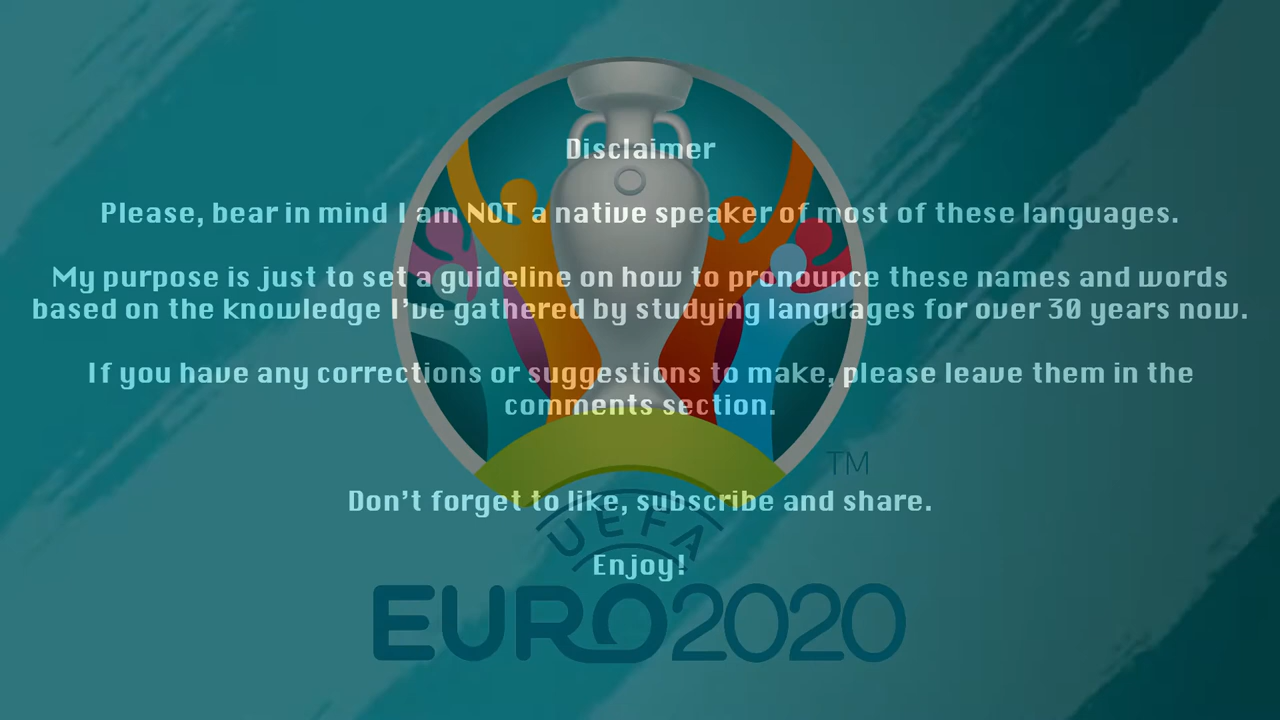 Disclaimer
Please, bear in mind I am NOT a native speaker of most of these languages.
My purpose is just to set a guideline on how to pronounce these names and words
based on the knowledge I've gathered by studying languages for over 30 years now.
If you have any corrections or suggestions to make, please leave them in the
comments section.
TM
Don't forget to like, subscribe and share.
UEFA
Enjoy!
EURO2020